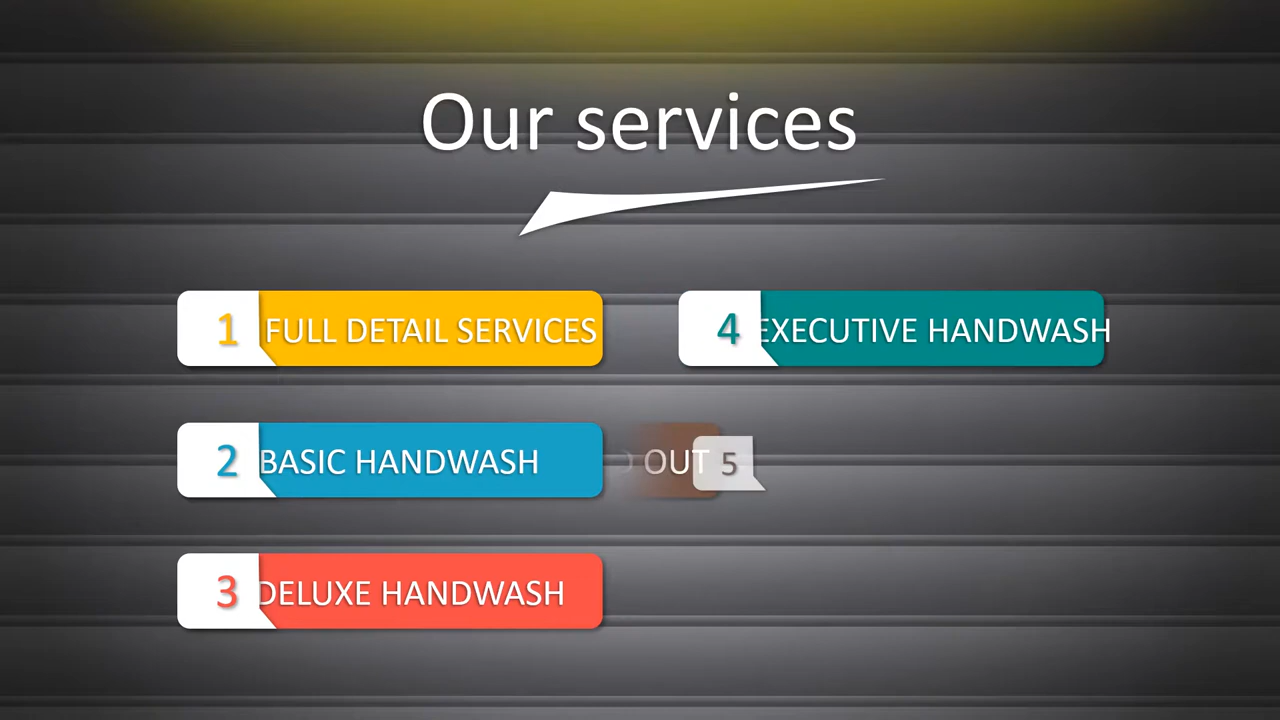 Our services
1 FULL DETAIL SERVICES
2 BASIC HANDWASH
3 DELUXE HANDWASH
4 EXECUTIVE HANDWASH
OUT 5